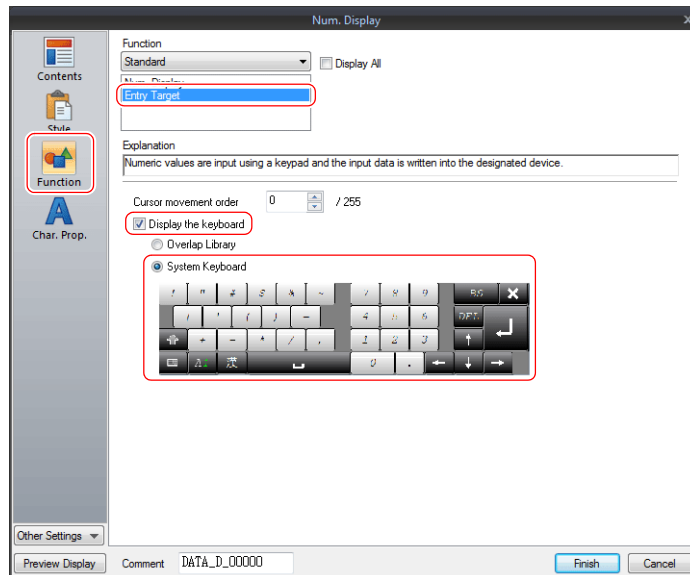 Num. Display
Contents
Style
Function
Char. Prop.
Other Settings
Preview Display
Function
Standard
Display All
Num. Display
Entry Target
Explanation
Numeric values are input using a keypad and the input data is written into the designated device.
Cursor movement order 0 / 255
Display the keyboard
Overlap Library
System Keyboard
7 8 9 BS
4 6 DEL
+ - * / , 1 2 3
0 .
Comment DATA_D_00000
Finish Cancel